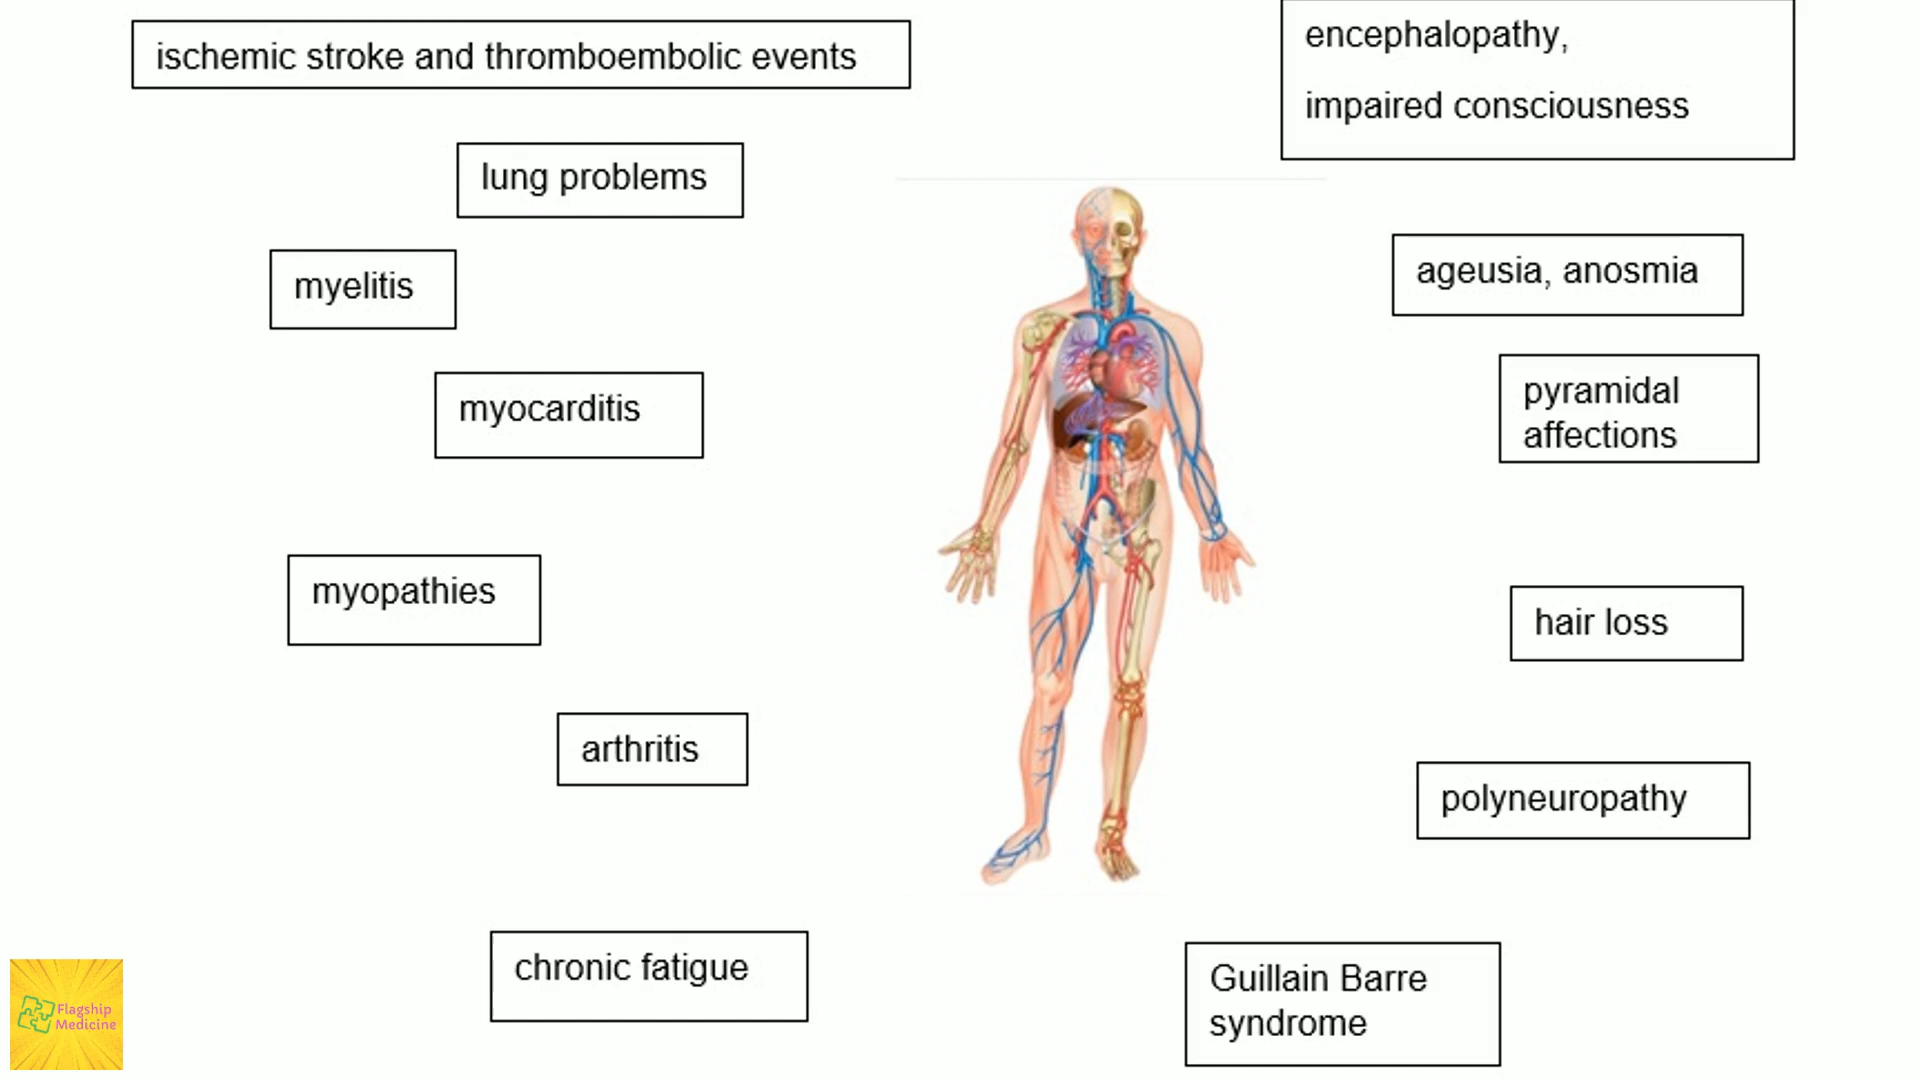 ischemic stroke and thromboembolic events
encephalopathy,
impaired consciousness
lung problems
myelitis
ageusia, anosmia
myocarditis
pyramidal
affections
myopathies
hair loss
arthritis
polyneuropathy
chronic fatigue
Guillain Barre
syndrome
Flagship
Medicine